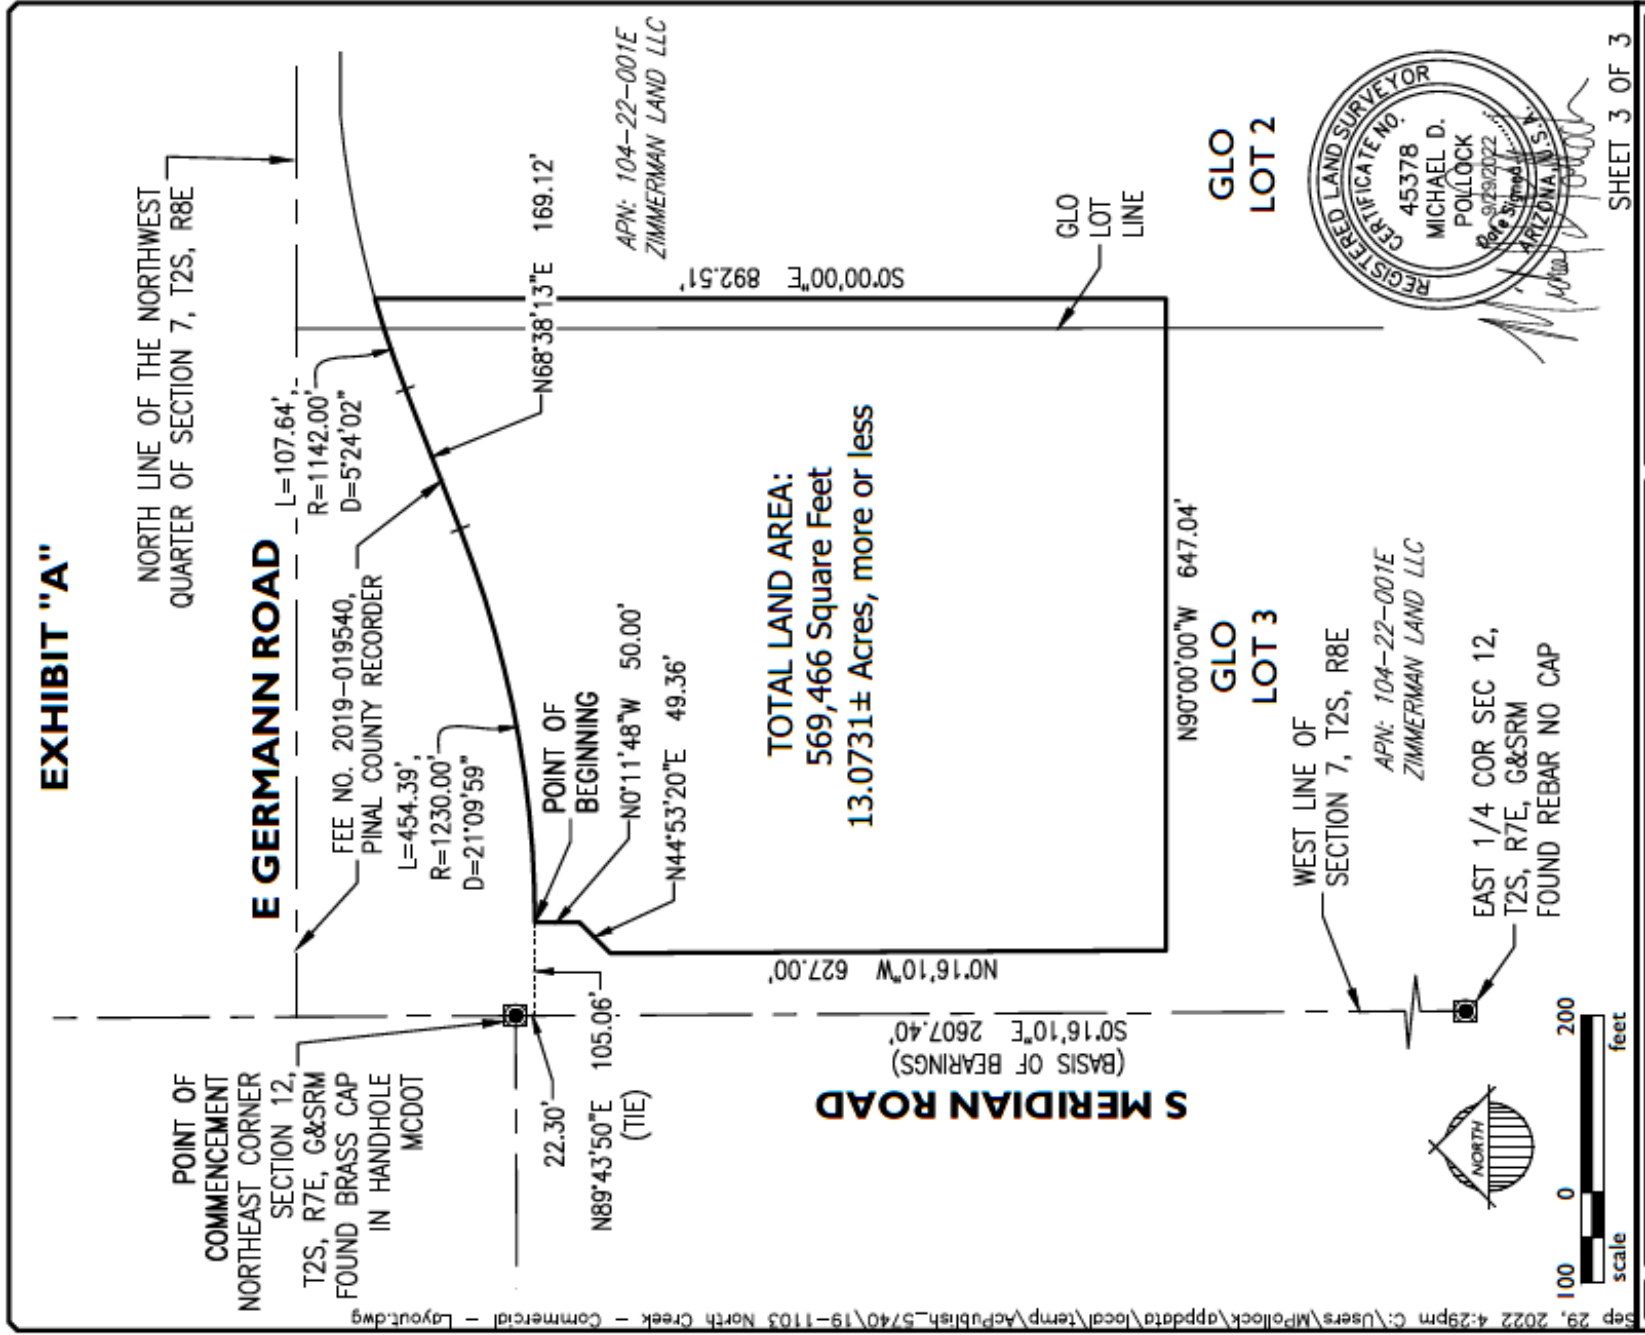 EXHIBIT "A"
NORTH LINE OF THE NORTHWEST
QUARTER OF SECTION 7, T2S, R8E
E GERMANN ROAD
POINT OF
COMMENCEMENT
NORTHEAST CORNER
SECTION 12,
T2S, R7E, G&SRM
FOUND BRASS CAP
IN HANDHOLE
MCDOT
FEE NO. 2019-019540,
PINAL COUNTY RECORDER
L=107.64',
R=1142.00'
D=5°24'02"
L=454.39',
R=1230.00'
D=21°09'59"
N68°38'13"E 169.12'
APN: 104-22-001E
ZIMMERMAN LAND LLC
POINT OF
BEGINNING
N0°11'48"W 50.00'
N44°53'20"E 49.36'
22.30'
N89°43'50"E 105.06'
(TIE)
S0°00'00"E 892.51'
TOTAL LAND AREA:
569,466 Square Feet
13.0731± Acres, more or less
N0°16'10"W 627.00'
S0°16'10"E 2607.40'
(BASIS OF BEARINGS)
S MERIDIAN ROAD
GLO
LOT
LINE
N90°00'00"W 647.04'
GLO
LOT 3
GLO
LOT 2
WEST LINE OF
SECTION 7, T2S, R8E
APN: 104-22-001E
ZIMMERMAN LAND LLC
EAST 1/4 COR SEC 12,
T2S, R7E, G&SRM
FOUND REBAR NO CAP
NORTH
100 0 200
scale feet
REGISTERED LAND SURVEYOR
CERTIFICATE NO.
45378
MICHAEL D.
POLLOCK
9/29/2022
Date Signed
ARIZONA, U.S.A.
SHEET 3 OF 3
Sep 29, 2022 4:29pm C:\Users\MPollock\appdata\local\temp\AcPublish_5740\19-1103 North Creek - Commercial - Layout.dwg